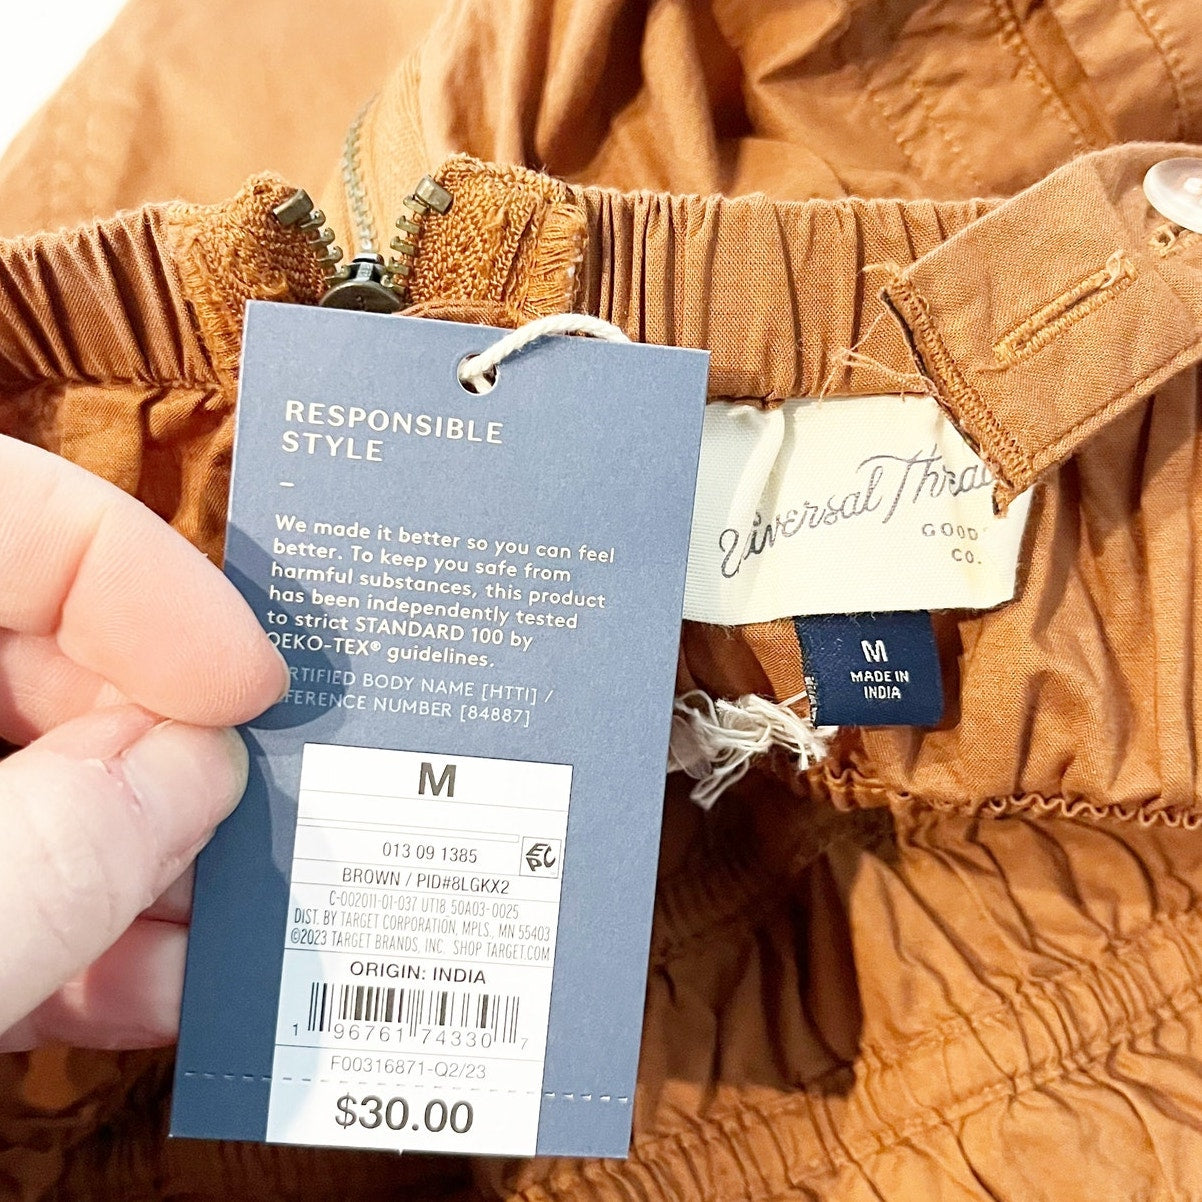 RESPONSIBLE
STYLE
–
We made it better so you can feel
better. To keep you safe from
harmful substances, this product
has been independently tested
to strict STANDARD 100 by
OEKO-TEX® guidelines.
RTIFIED BODY NAME [HTTI] /
FERENCE NUMBER [84887]
M
013 09 1385
EPC
BROWN / PID#8LGKX2
C-002011-01-037 UT18 50A03-0025
DIST. BY TARGET CORPORATION, MPLS, MN 55403
©2023 TARGET BRANDS, INC. SHOP TARGET.COM
ORIGIN: INDIA
1 96761 74330 7
F00316871-Q2/23
$30.00
Universal Threa
GOODS
CO.
M
MADE IN
INDIA